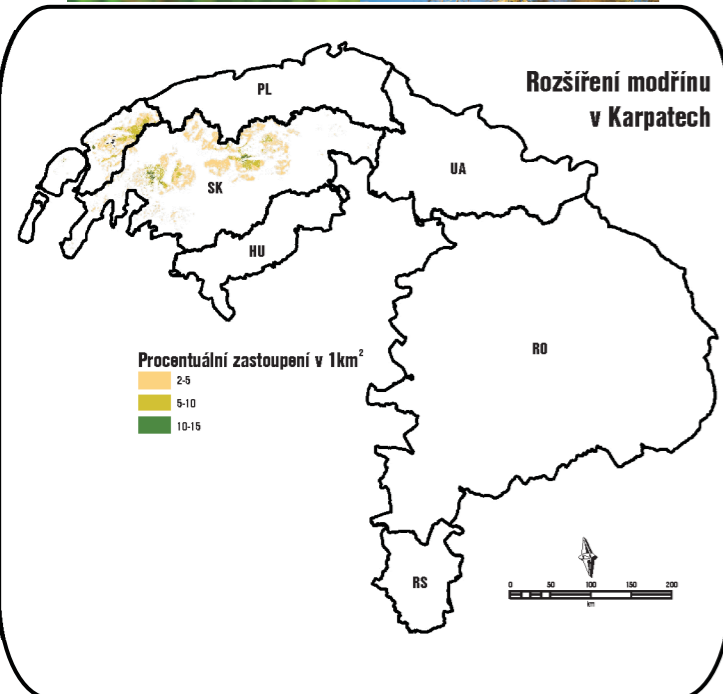 Rozšíření modřínu
v Karpatech
PL
UA
SK
HU
RO
Procentuální zastoupení v 1km²
2-5
5-10
10-15
RS
0 50 100 150 200
km